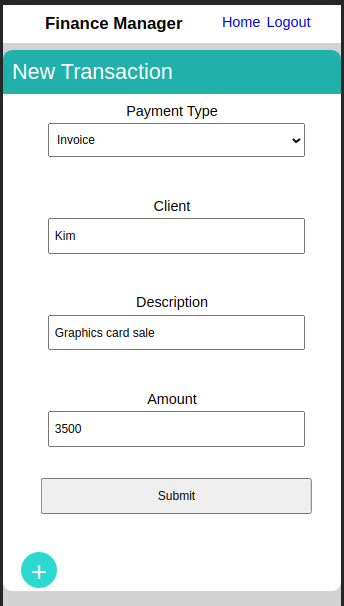 Finance Manager Home Logout
New Transaction
Payment Type
Invoice
Client
Kim
Description
Graphics card sale
Amount
3500
Submit
+